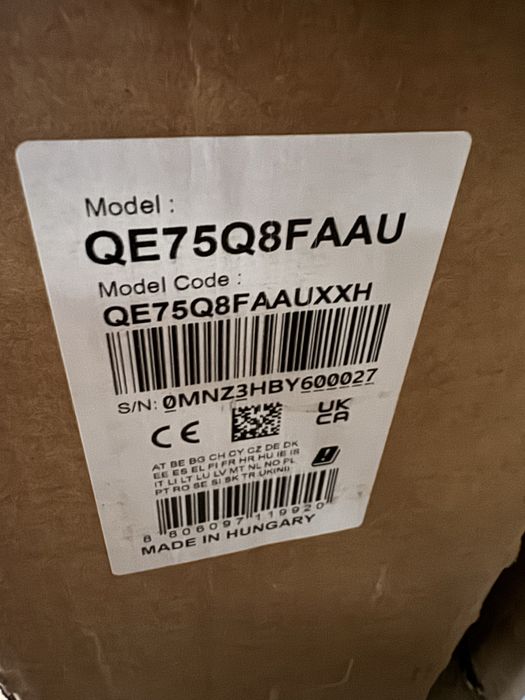 Model :
QE75Q8FAAU
Model Code :
QE75Q8FAAUXXH
S/N: 0MNZ3HBY600027
CE
UK
CA
AT BE BG CH CY CZ DE DK
EE ES EL FI FR HR HU IE IS
IT LI LT LU LV MT NL NO PL
PT RO SE SI SK TR UK(NI)
8 806097 119920
MADE IN HUNGARY